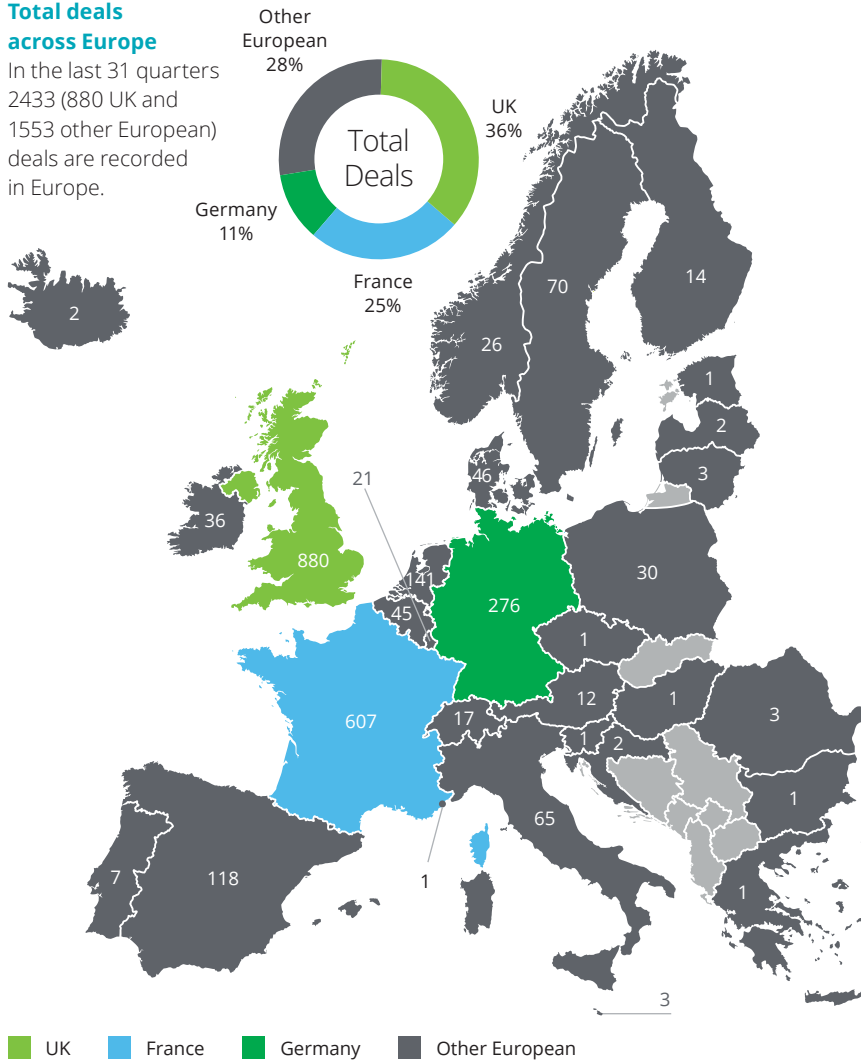 Total deals
across Europe
In the last 31 quarters
2433 (880 UK and
1553 other European)
deals are recorded
in Europe.
Other
European
28%
UK
36%
Total
Deals
Germany
11%
France
25%
2
70
14
26
1
2
3
46
21
36
880
141
45
276
30
1
12
1
3
17
1
2
607
1
65
7
118
1
1
3
UK
France
Germany
Other European